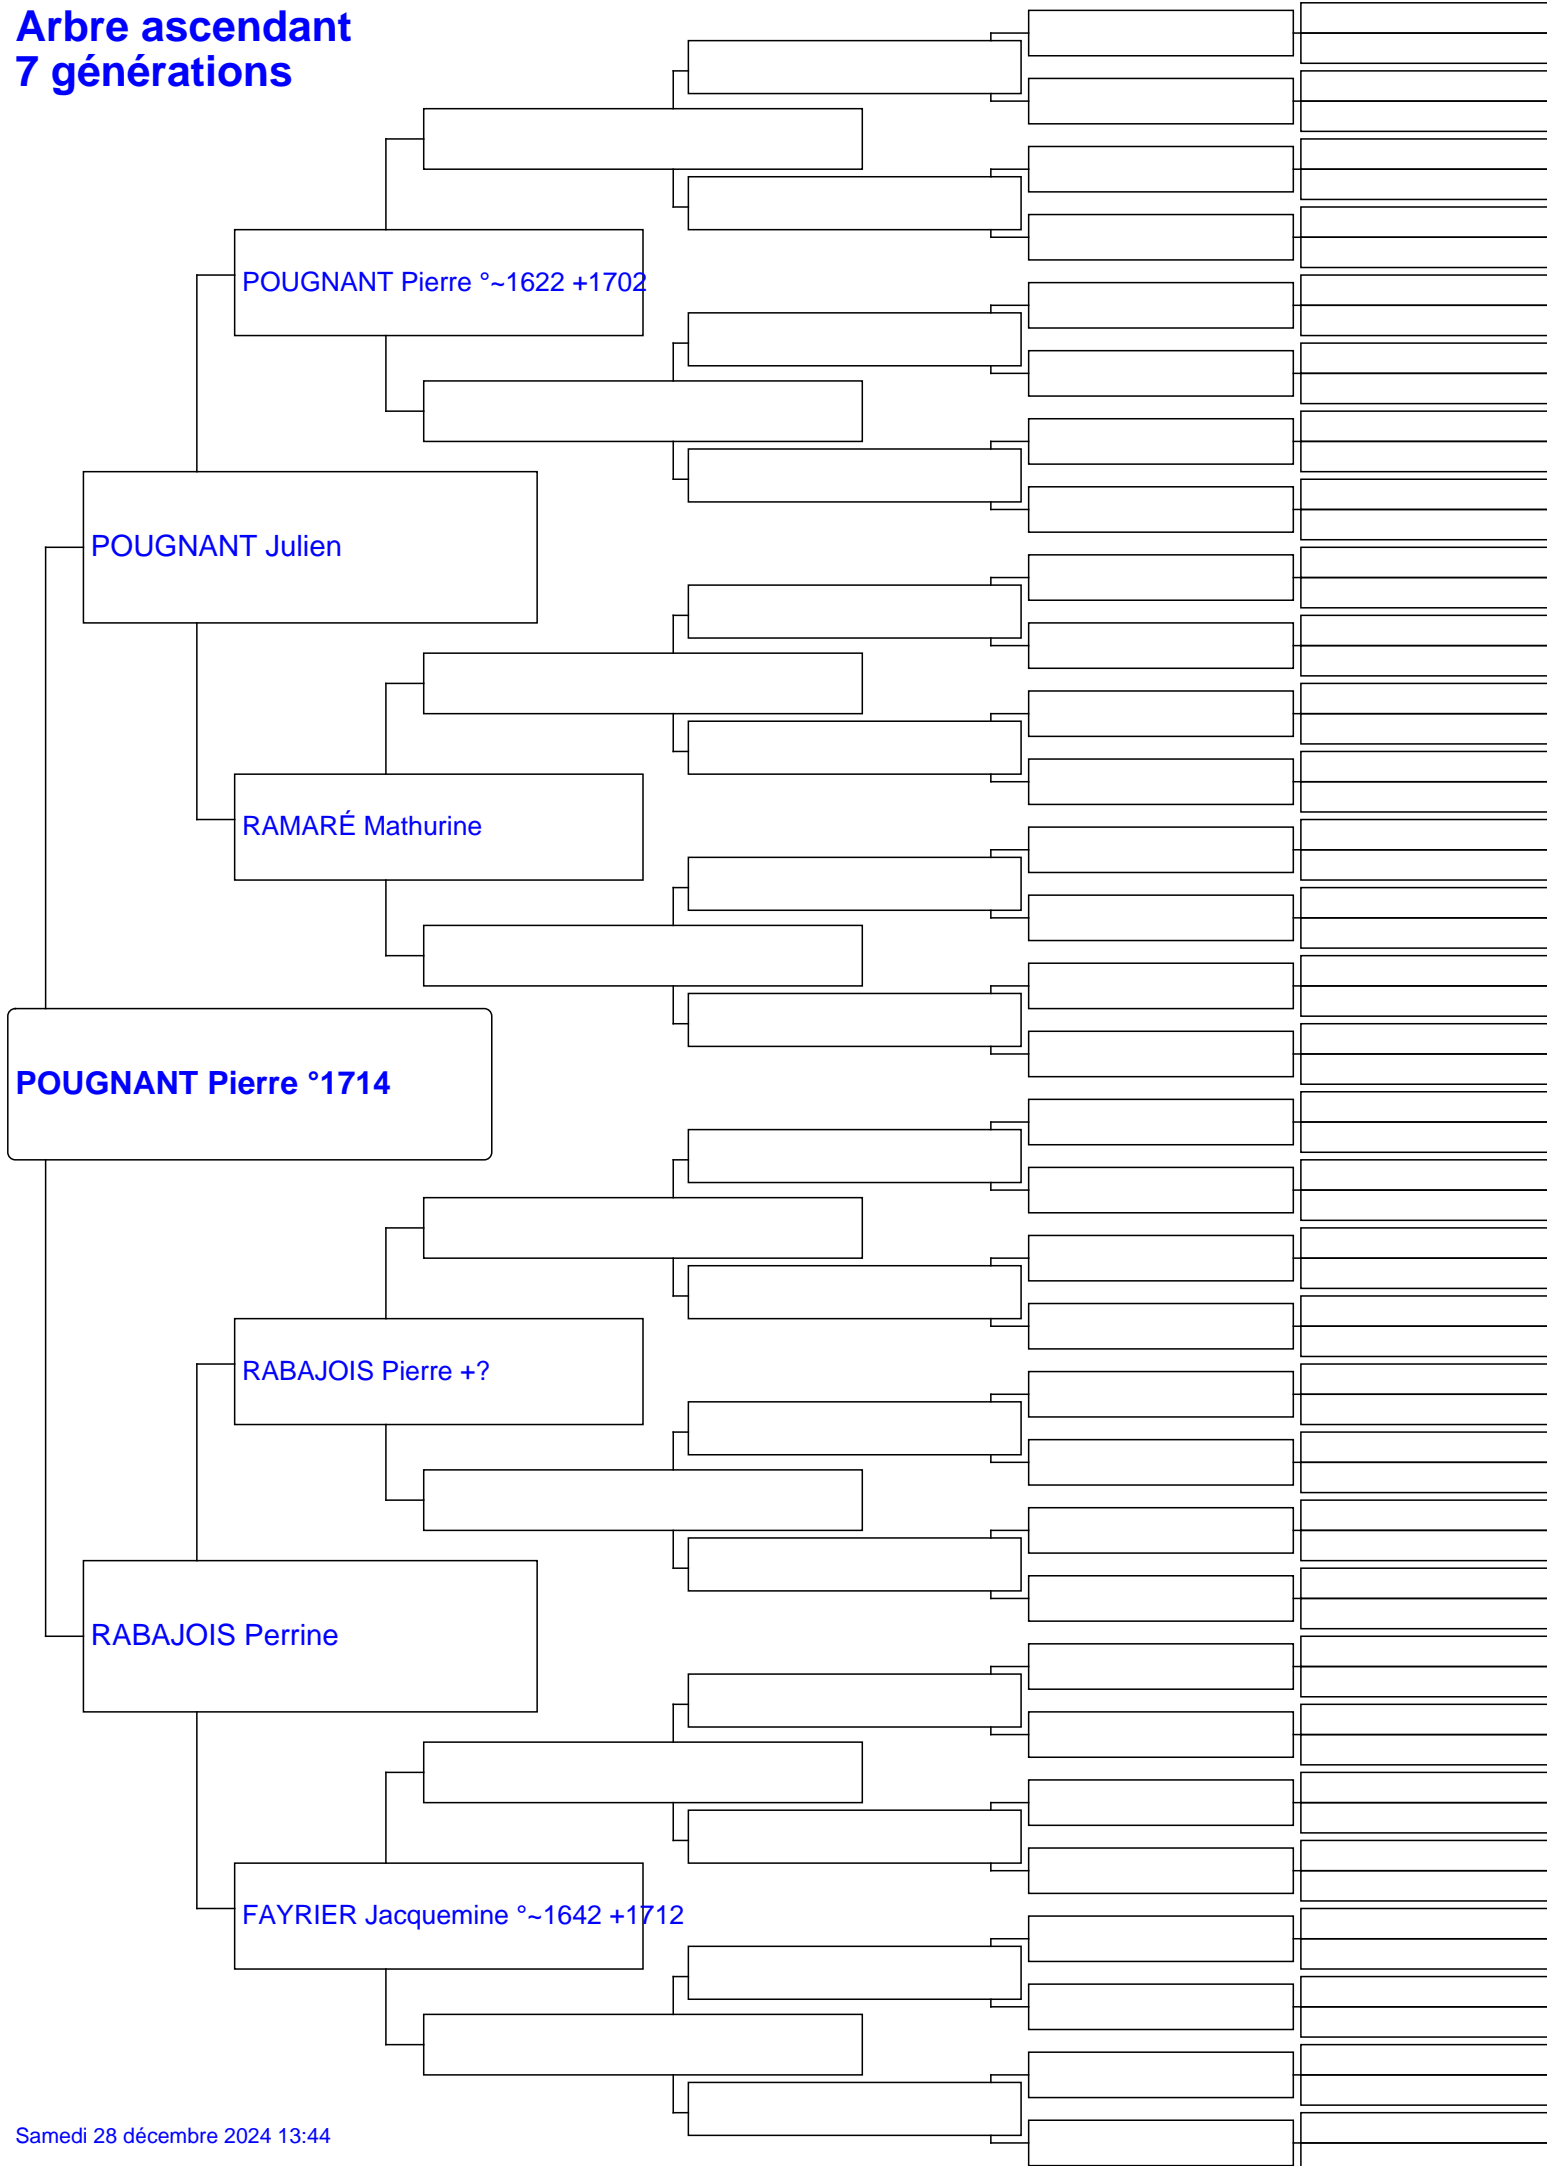 Arbre ascendant
7 générations
POUGNANT Pierre °~1622 +1702
POUGNANT Julien
RAMARÉ Mathurine
POUGNANT Pierre °1714
RABAJOIS Pierre +?
RABAJOIS Perrine
FAYRIER Jacquemine °~1642 +1712
Samedi 28 décembre 2024 13:44